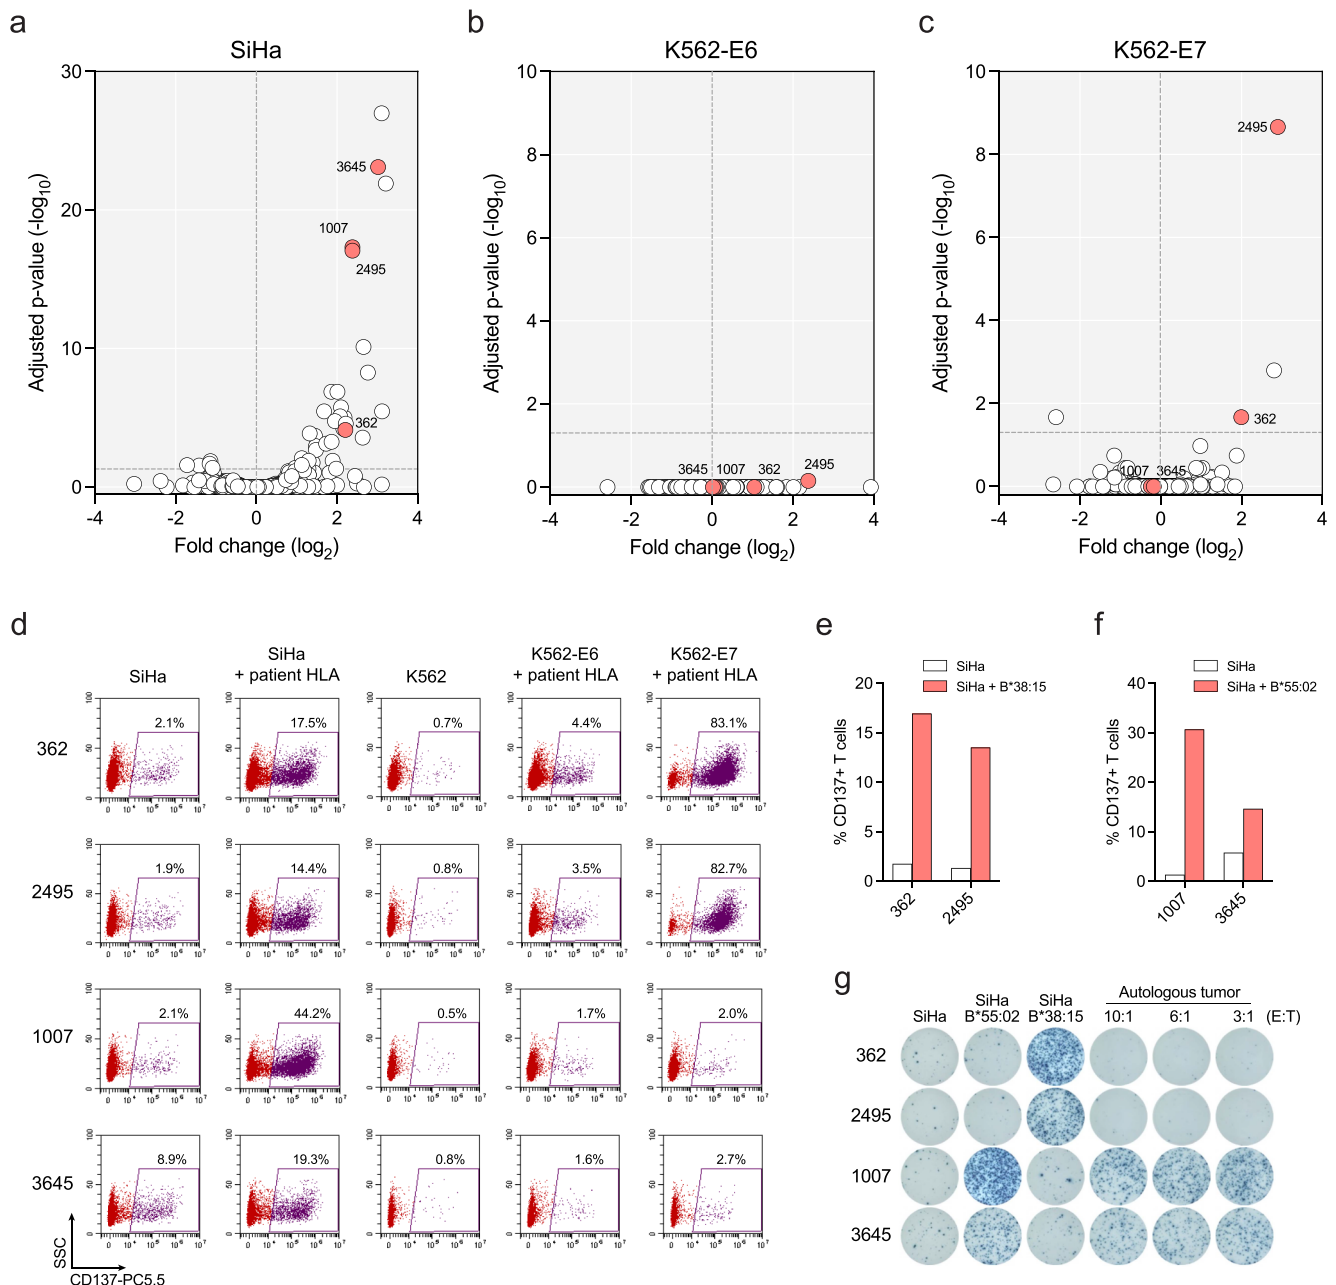 a
SiHa
30
20
10
0
-4 -2 0 2 4
Adjusted p-value (-log10)
Fold change (log2)
3645
1007
2495
362
b
K562-E6
10
8
6
4
2
0
-4 -2 0 2 4
Adjusted p-value (-log10)
Fold change (log2)
3645 1007 362 2495
c
K562-E7
10
8
6
4
2
0
-4 -2 0 2 4
Adjusted p-value (-log10)
Fold change (log2)
2495
362
1007 3645
d
SiHa
SiHa
+ patient HLA
K562
K562-E6
+ patient HLA
K562-E7
+ patient HLA
362
2.1% 17.5% 0.7% 4.4% 83.1%
2495
1.9% 14.4% 0.8% 3.5% 82.7%
1007
2.1% 44.2% 0.5% 1.7% 2.0%
3645
8.9% 19.3% 0.8% 1.6% 2.7%
SSC
CD137-PC5.5
e
SiHa
SiHa + B*38:15
20
15
10
5
0
% CD137+ T cells
362 2495
f
SiHa
SiHa + B*55:02
40
30
20
10
0
% CD137+ T cells
1007 3645
g
SiHa
SiHa
B*55:02
SiHa
B*38:15
Autologous tumor
10:1 6:1 3:1 (E:T)
362
2495
1007
3645